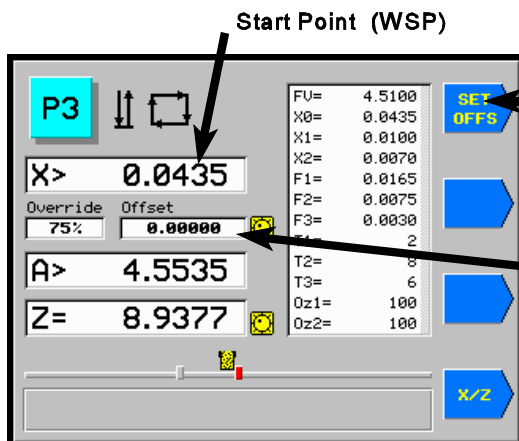 Start Point (WSP)
P3
X> 0.0435
Override Offset
75% 0.00000
A> 4.5535
Z= 8.9377
FV= 4.5100
X0= 0.0435
X1= 0.0100
X2= 0.0070
F1= 0.0165
F2= 0.0075
F3= 0.0030
T1= 2
T2= 8
T3= 6
Oz1= 100
Oz2= 100
SET
OFFS
X/Z